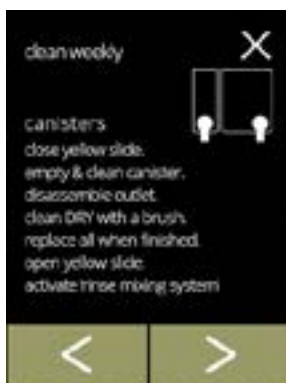 clean weekly
canisters
close yellow slide.
empty & clean canister.
disassemble outlet.
clean DRY with a brush.
replace all when finished.
open yellow slide.
activate rinse mixing system